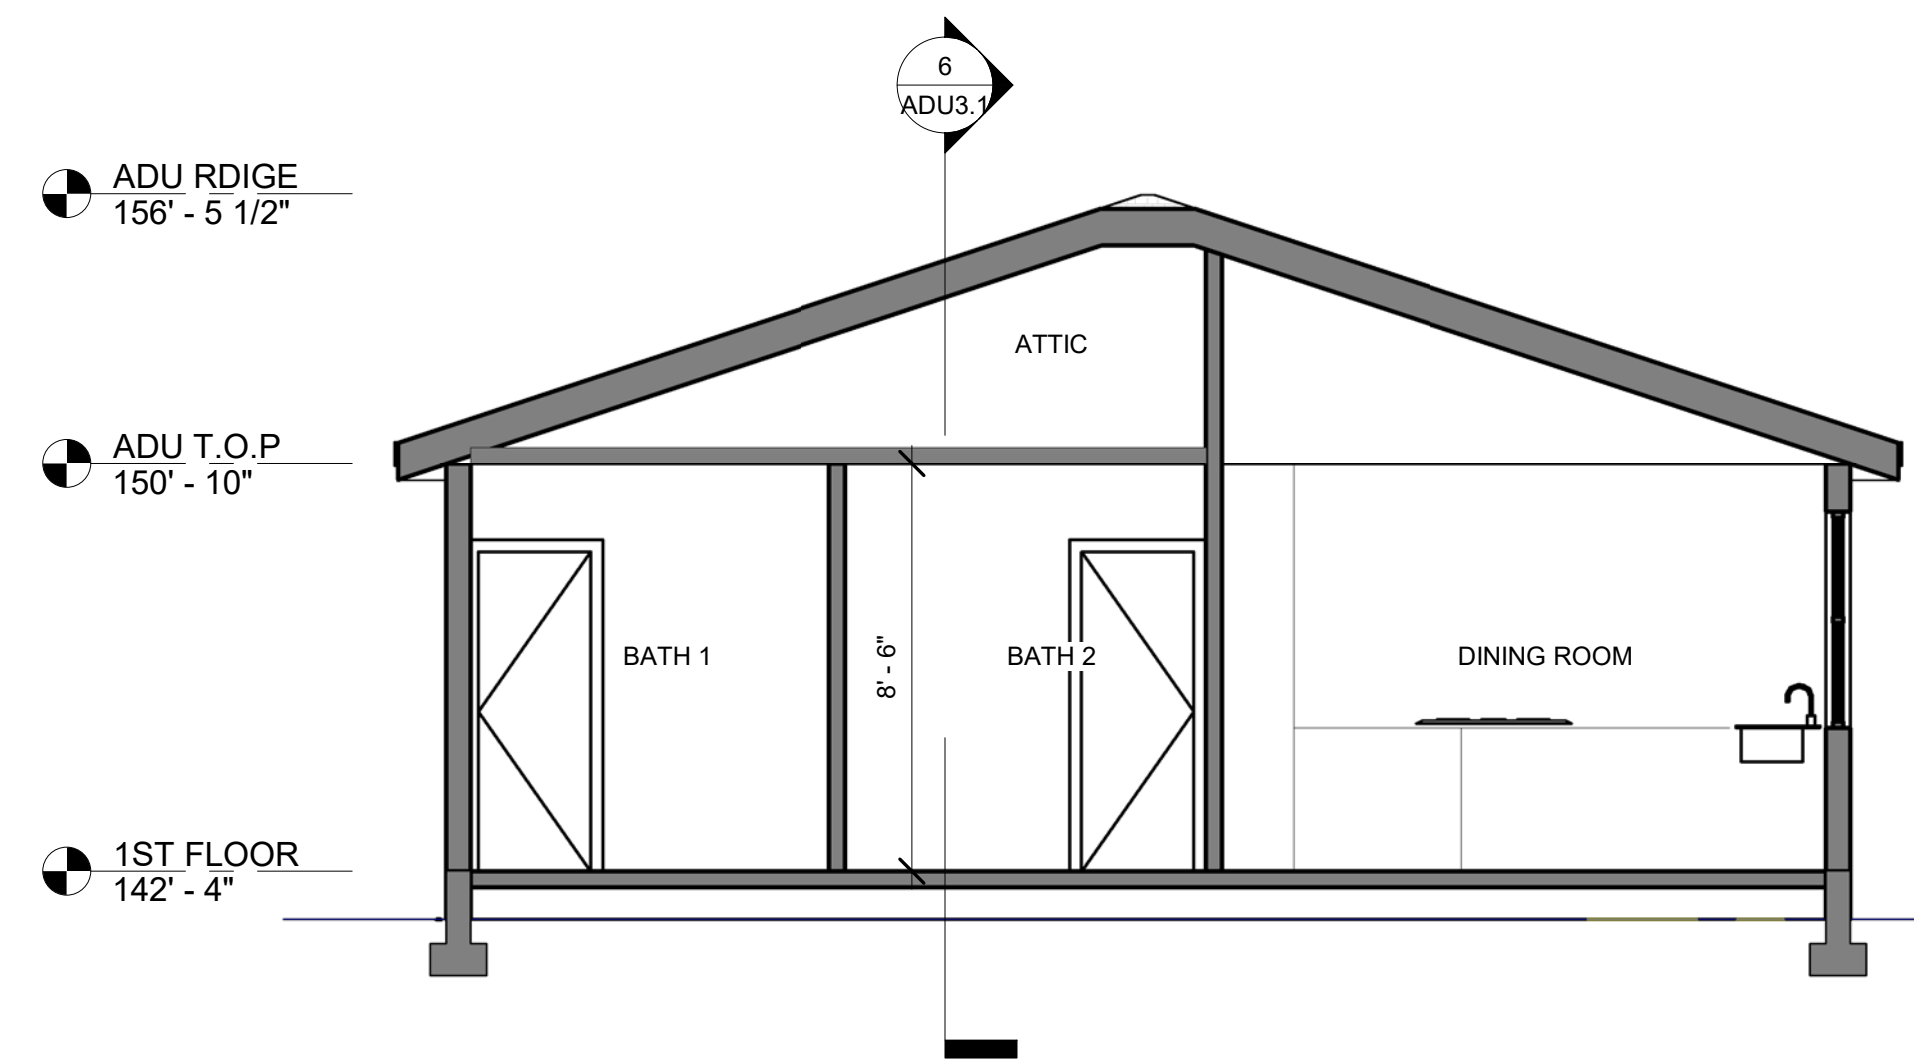 6
ADU3.1
ADU RDIGE
156' - 5 1/2"
ATTIC
ADU T.O.P
150' - 10"
BATH 1
8' - 6"
BATH 2
DINING ROOM
1ST FLOOR
142' - 4"